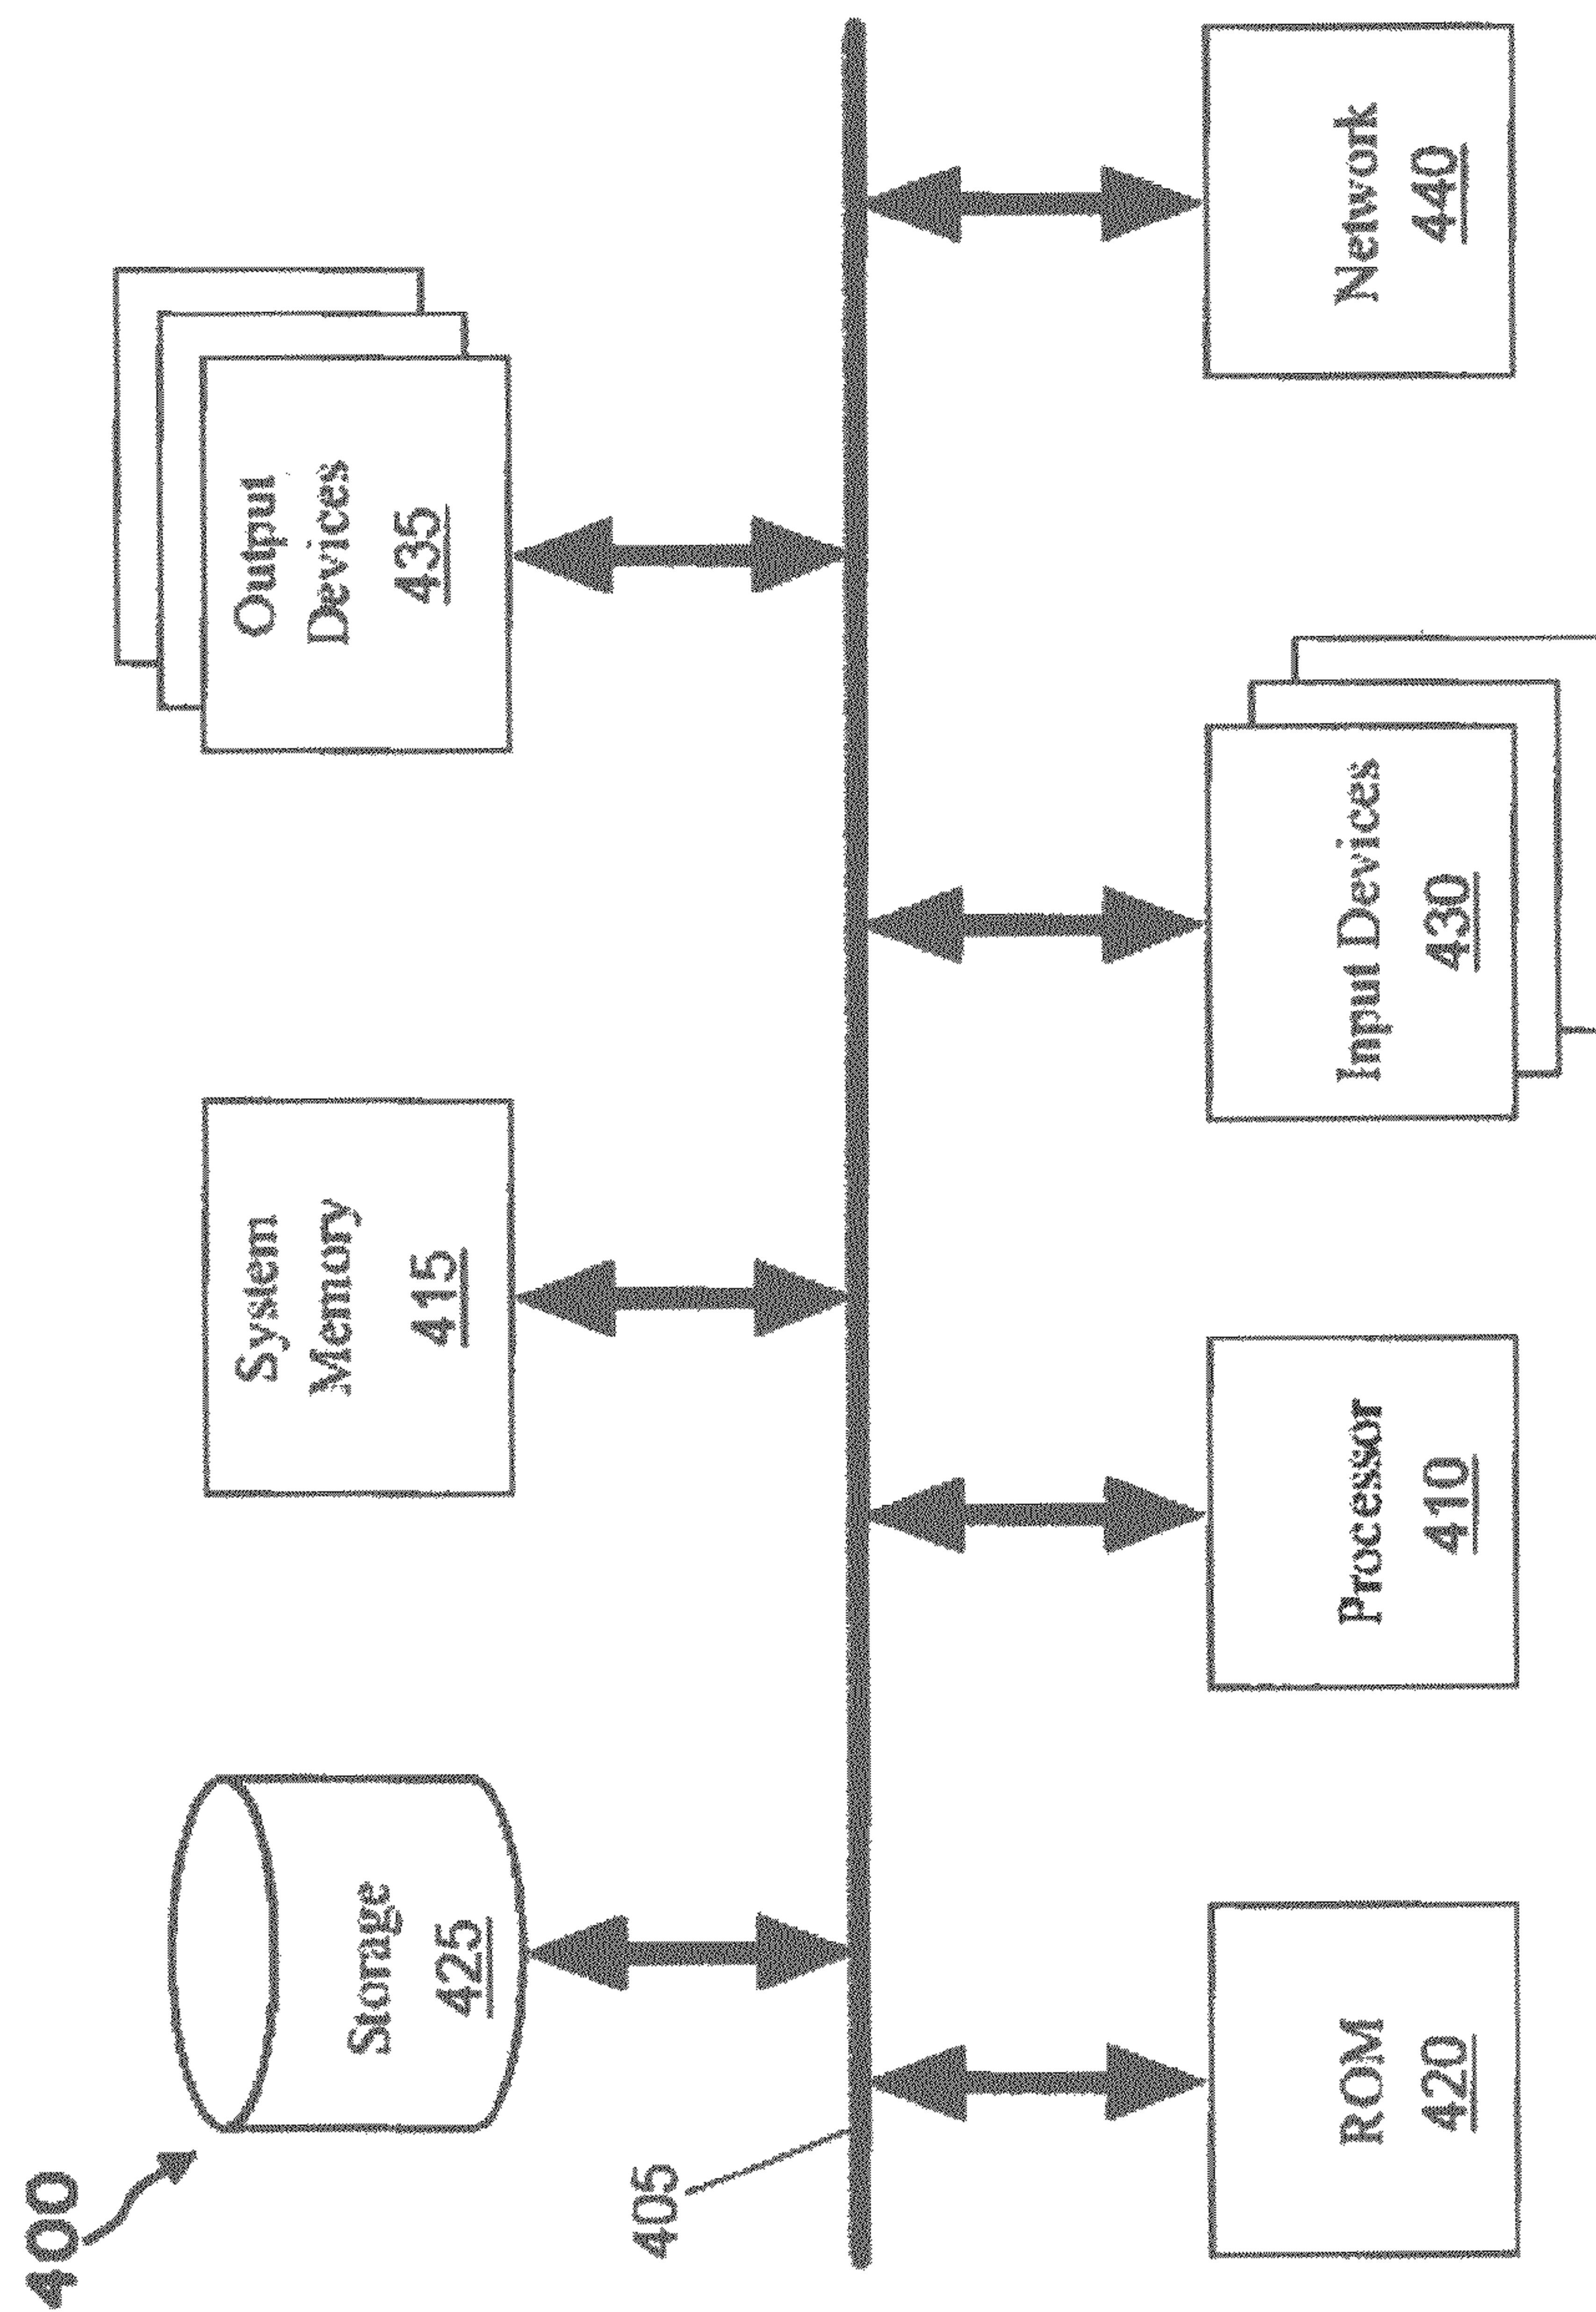 400
Storage
425
System
Memory
415
Output
Devices
435
405
ROM
420
Processor
410
Input Devices
430
Network
440